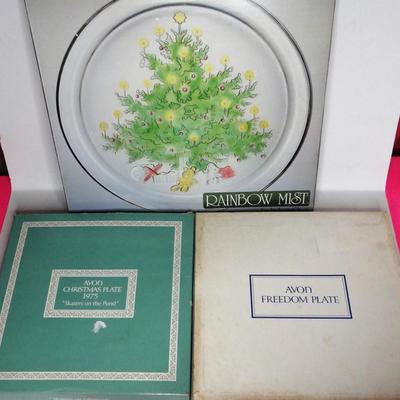 RAINBOW MIST
AVON
CHRISTMAS PLATE
1975
"Skaters on the Pond"
AVON
FREEDOM PLATE